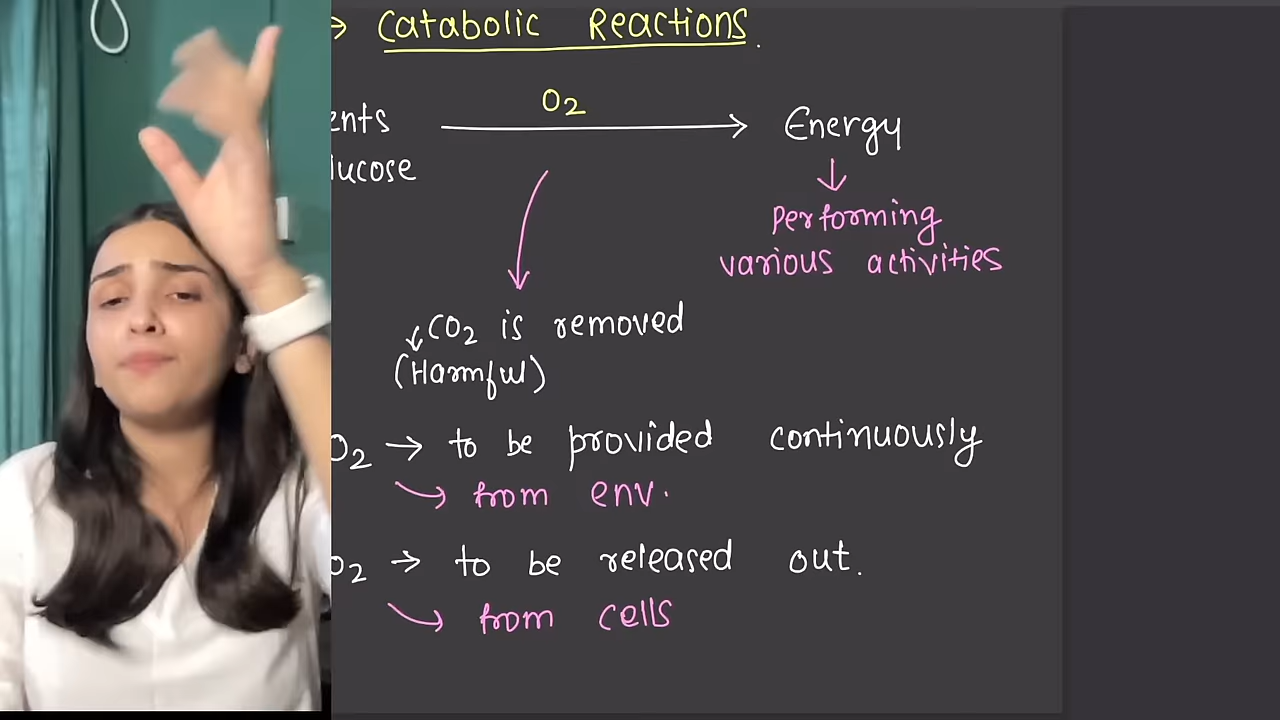 → Catabolic Reactions.
O2
ents → Energy
lucose ↓
Performing
various activities
CO2 is removed
(Harmful)
O2 → to be provided continuously
from env.
O2 → to be released out.
from cells